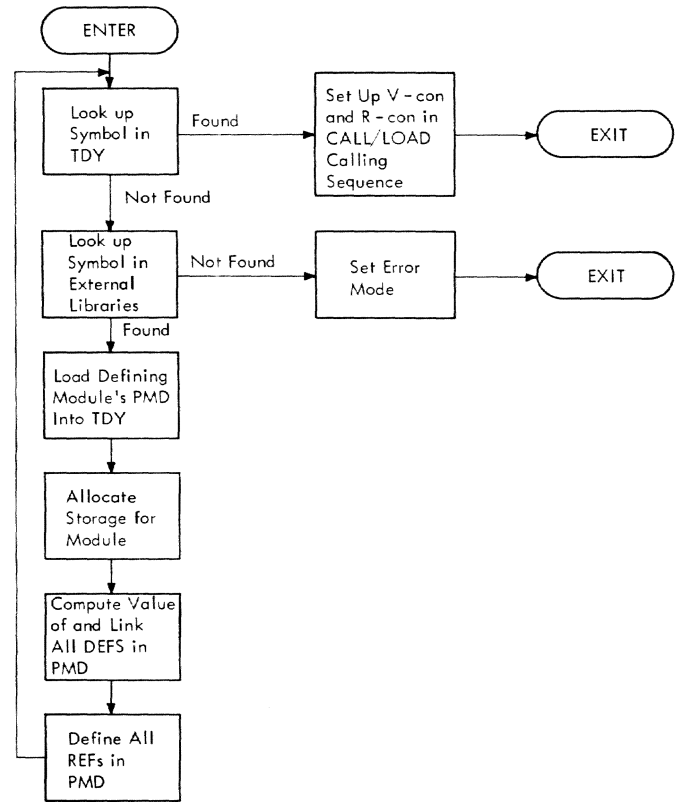 ENTER
Look up
Symbol in
TDY
Found
Set Up V-con
and R-con in
CALL/LOAD
Calling
Sequence
EXIT
Not Found
Look up
Symbol in
External
Libraries
Not Found
Set Error
Mode
EXIT
Found
Load Defining
Module's PMD
Into TDY
Allocate
Storage for
Module
Compute Value
of and Link
All DEFS in
PMD
Define All
REFs in
PMD